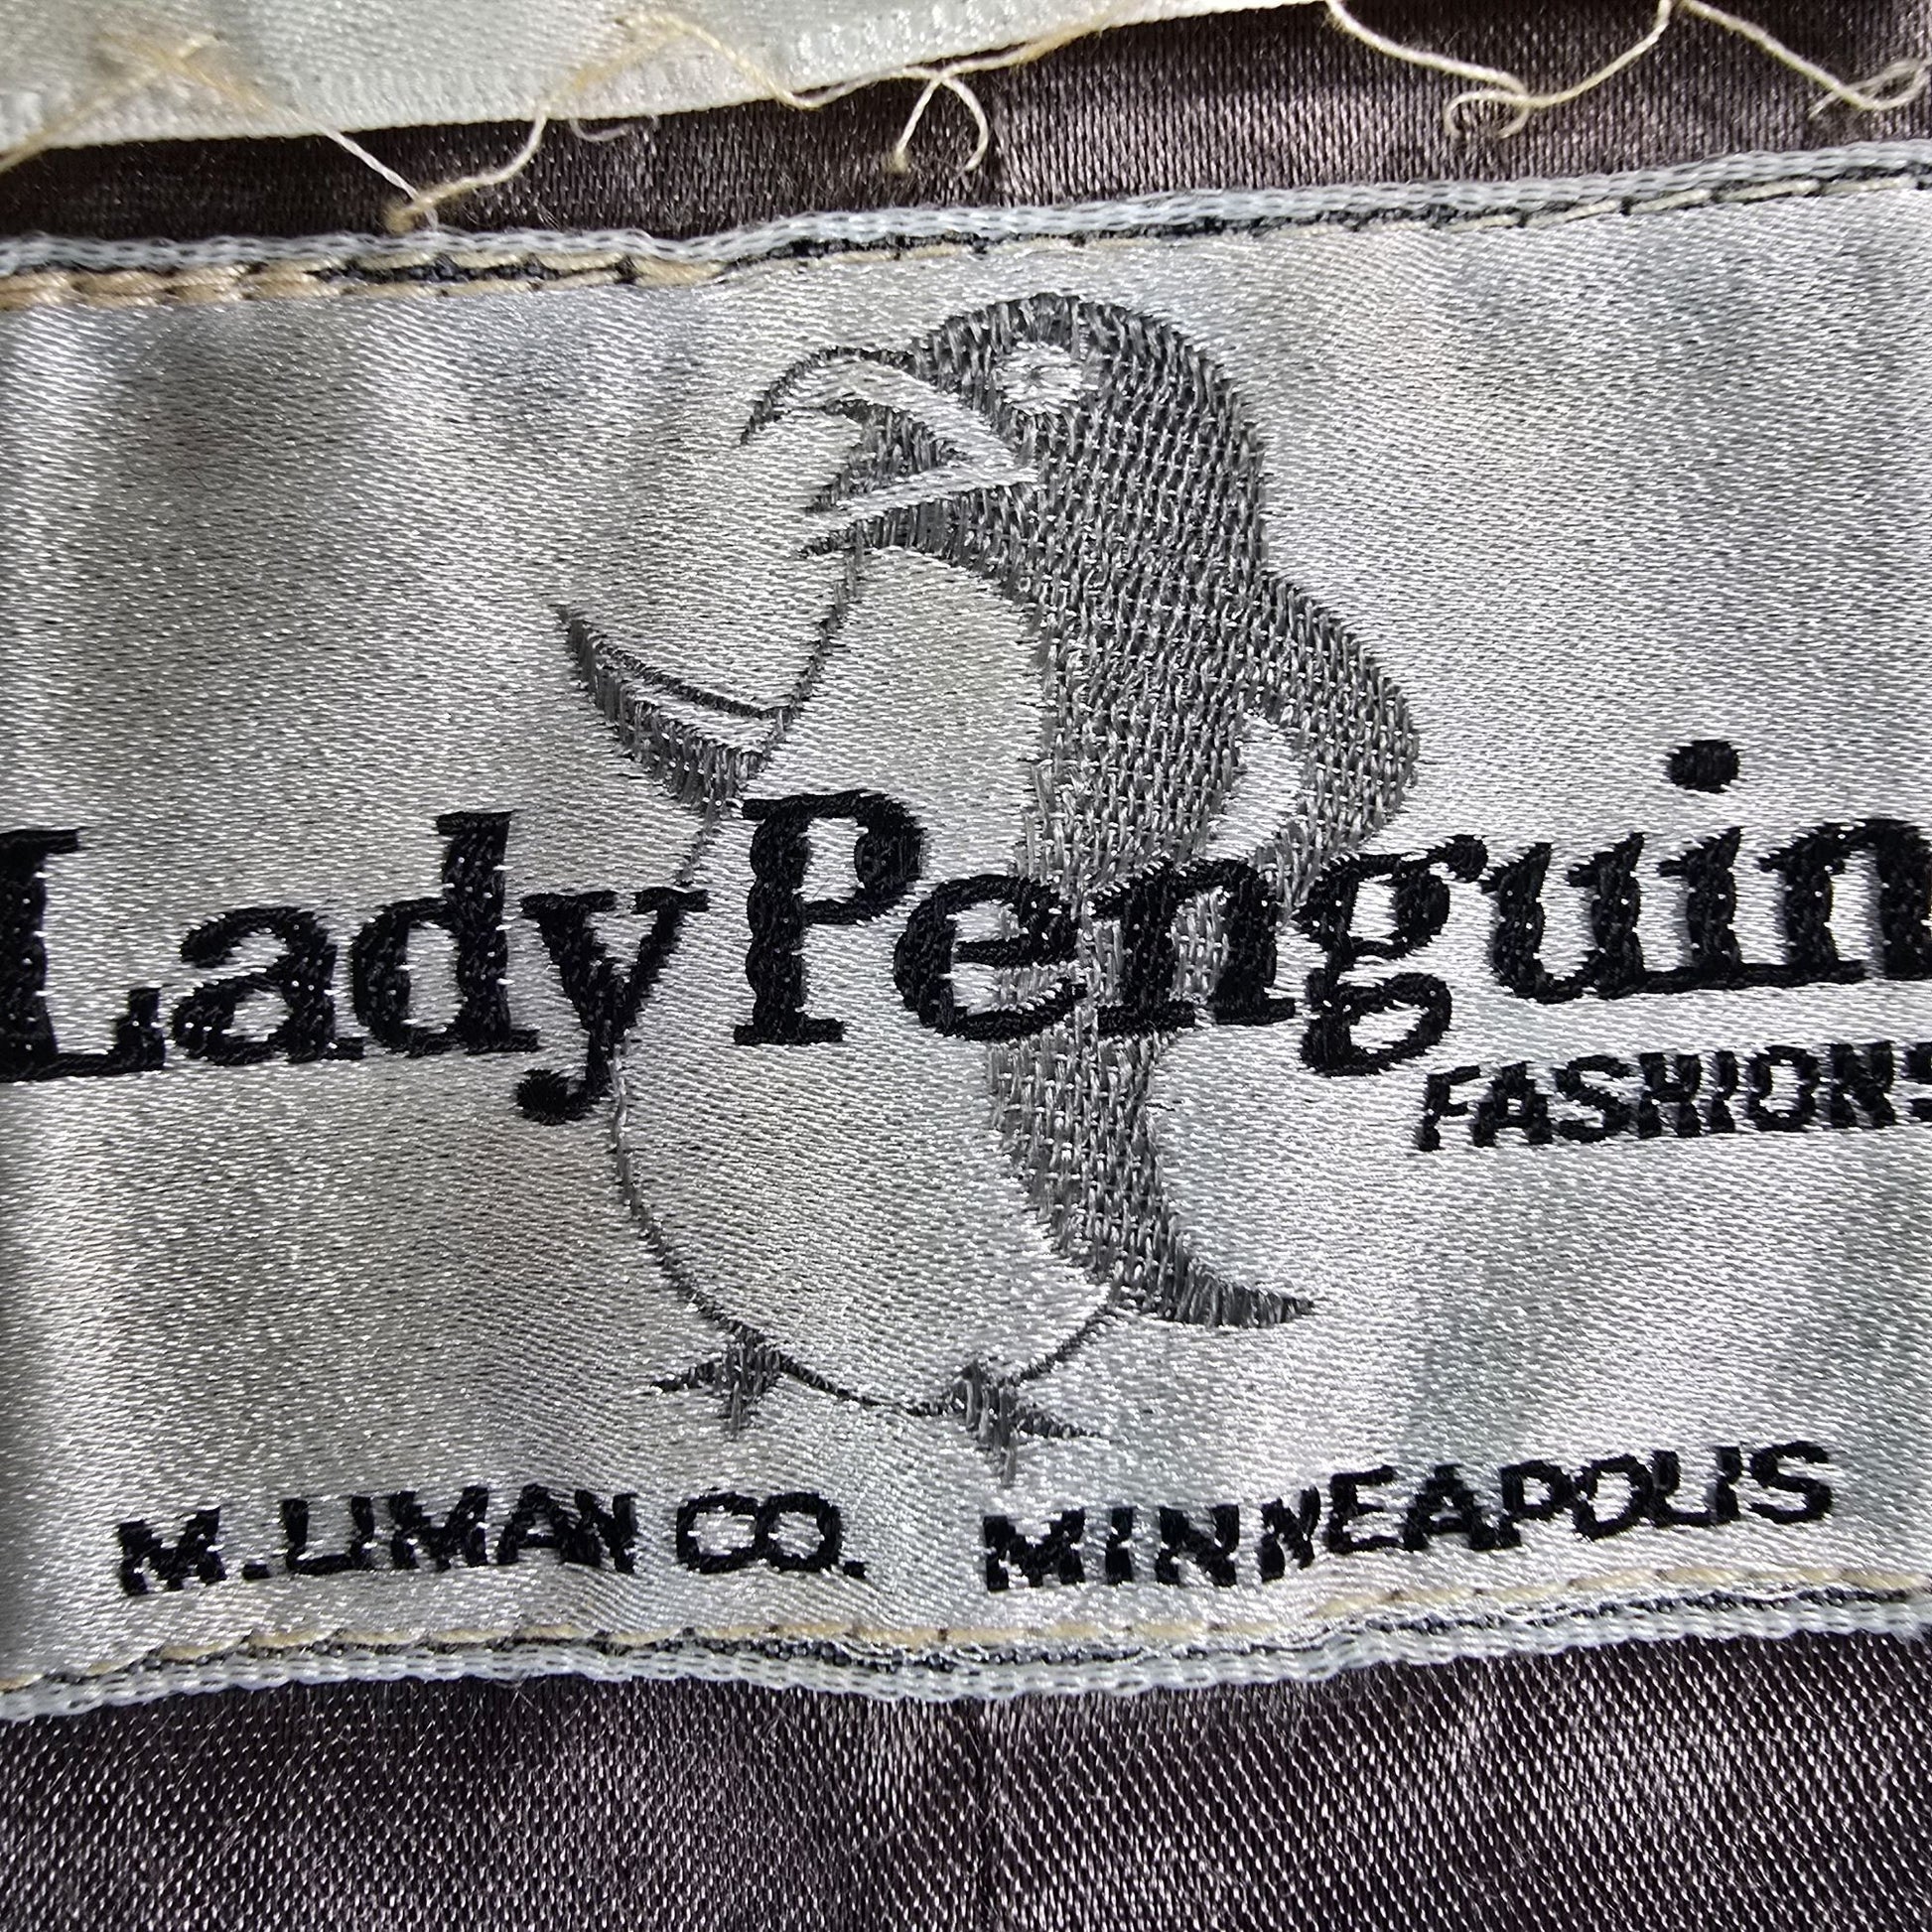 Lady Penguin
FASHIONS
M. LIMAN CO. MINNEAPOLIS